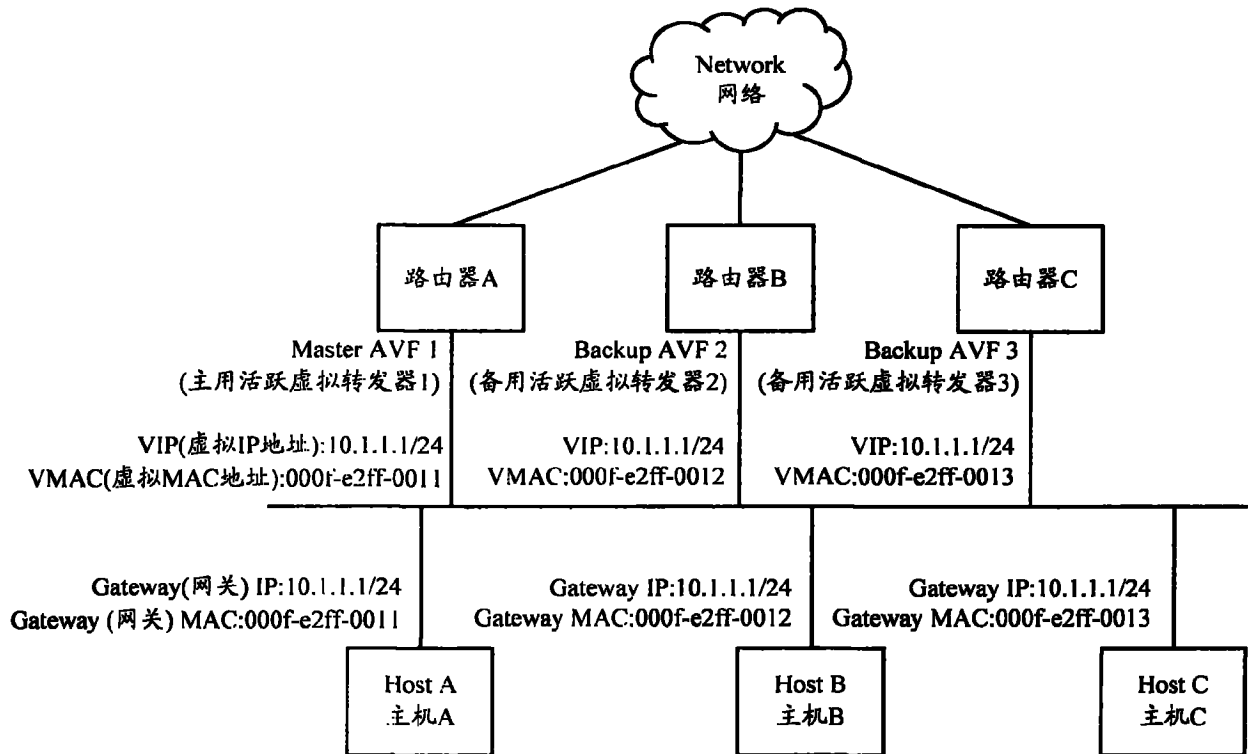 Network
网络
路由器A
路由器B
路由器C
Master AVF 1
(主用活跃虚拟转发器1)
Backup AVF 2
(备用活跃虚拟转发器2)
Backup AVF 3
(备用活跃虚拟转发器3)
VIP(虚拟IP地址):10.1.1.1/24
VMAC(虚拟MAC地址):000f-e2ff-0011
VIP:10.1.1.1/24
VMAC:000f-e2ff-0012
VIP:10.1.1.1/24
VMAC:000f-e2ff-0013
Gateway(网关) IP:10.1.1.1/24
Gateway (网关) MAC:000f-e2ff-0011
Gateway IP:10.1.1.1/24
Gateway MAC:000f-e2ff-0012
Gateway IP:10.1.1.1/24
Gateway MAC:000f-e2ff-0013
Host A
主机A
Host B
主机B
Host C
主机C